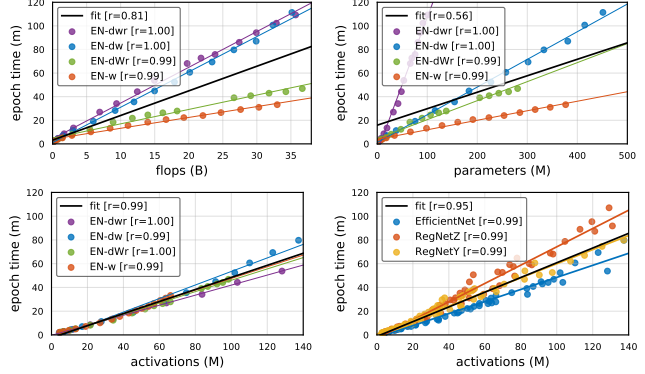 120
100
80
60
40
20
0
epoch time (m)
fit [r=0.81]
EN-dwr [r=1.00]
EN-dw [r=1.00]
EN-dWr [r=0.99]
EN-w [r=0.99]
0 5 10 15 20 25 30 35
flops (B)
120
100
80
60
40
20
0
epoch time (m)
fit [r=0.56]
EN-dwr [r=1.00]
EN-dw [r=1.00]
EN-dWr [r=0.99]
EN-w [r=0.99]
0 100 200 300 400 500
parameters (M)
120
100
80
60
40
20
0
epoch time (m)
fit [r=0.99]
EN-dwr [r=1.00]
EN-dw [r=0.99]
EN-dWr [r=1.00]
EN-w [r=0.99]
0 20 40 60 80 100 120 140
activations (M)
120
100
80
60
40
20
0
epoch time (m)
fit [r=0.95]
EfficientNet [r=0.99]
RegNetZ [r=0.99]
RegNetY [r=0.99]
0 20 40 60 80 100 120 140
activations (M)